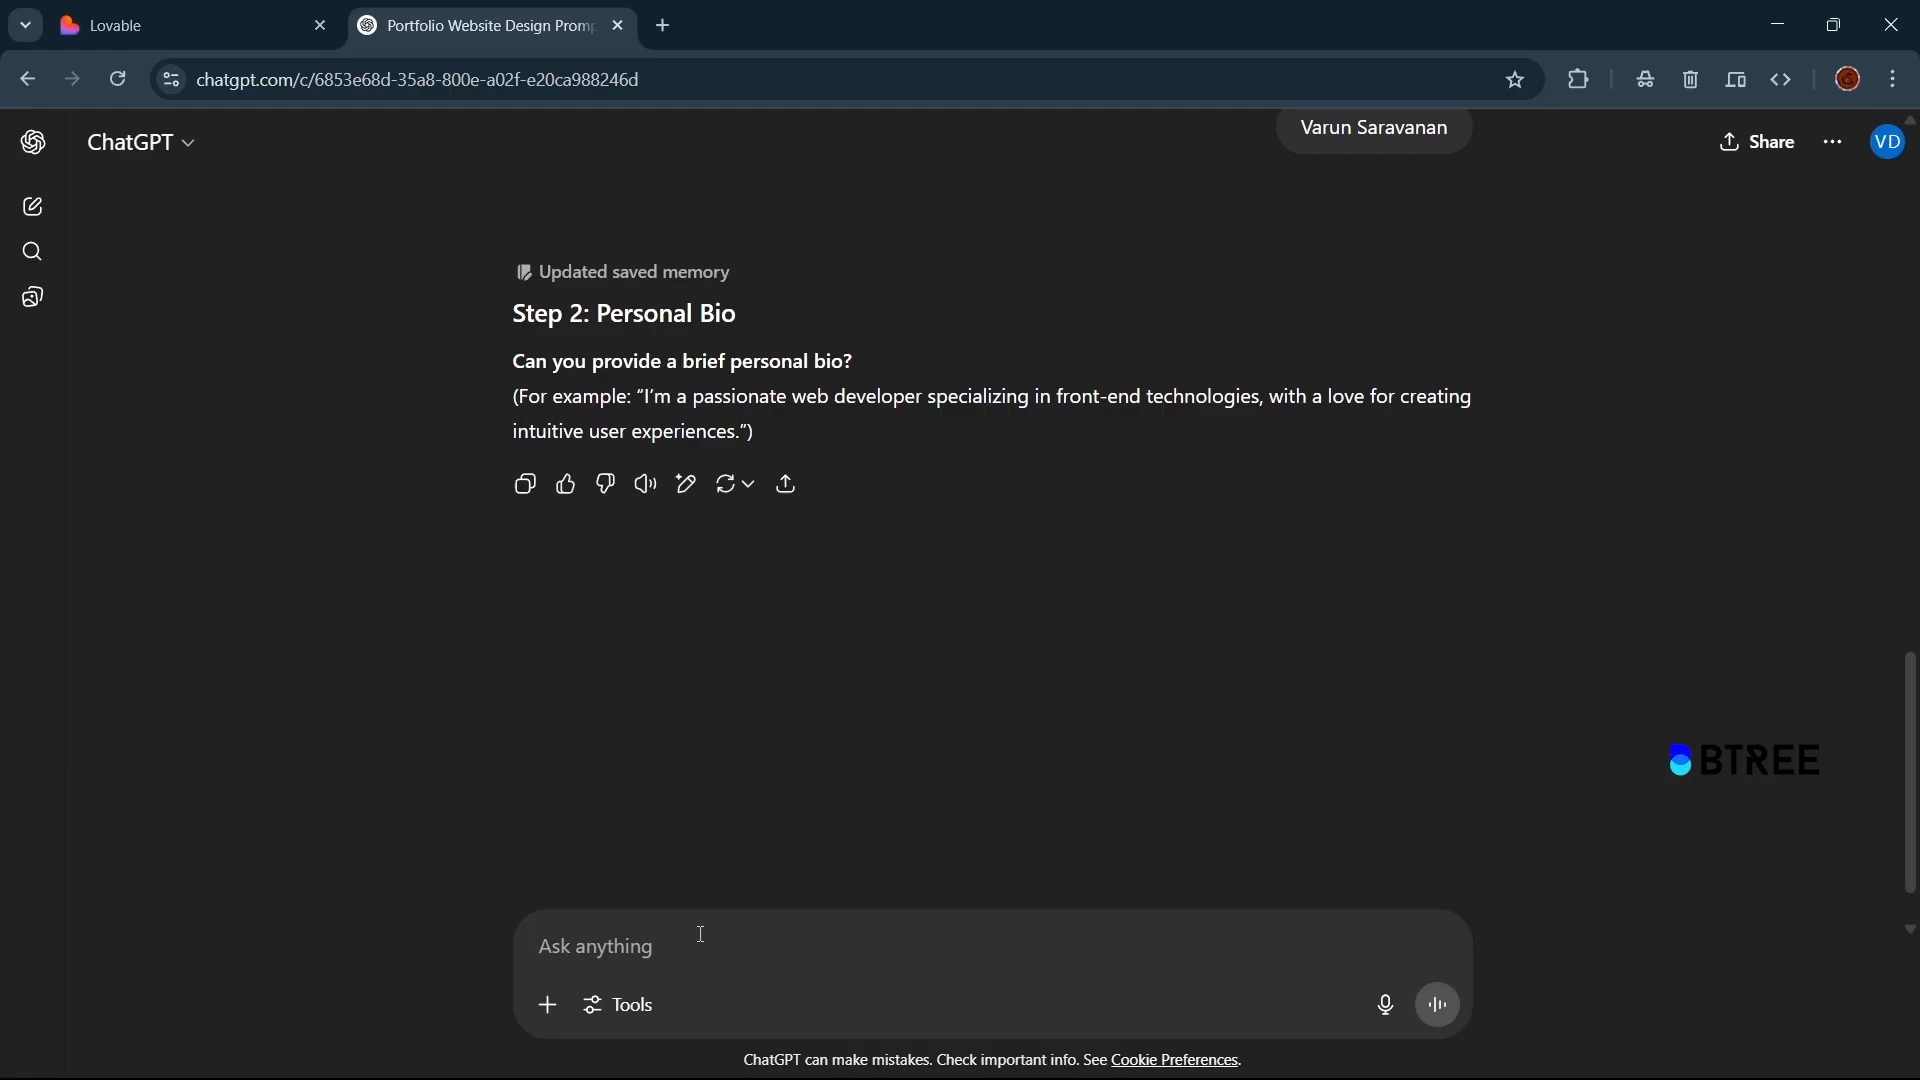 Lovable
Portfolio Website Design Prom
chatgpt.com/c/6853e68d-35a8-800e-a02f-e20ca988246d
ChatGPT
Varun Saravanan
Share
VD
Updated saved memory
Step 2: Personal Bio
Can you provide a brief personal bio?
(For example: “I’m a passionate web developer specializing in front-end technologies, with a love for creating
intuitive user experiences.”)
BTREE
Ask anything
Tools
ChatGPT can make mistakes. Check important info. See Cookie Preferences.